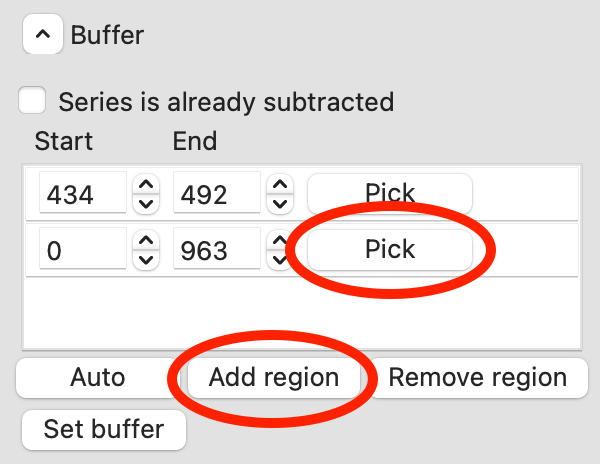 Buffer
Series is already subtracted
Start End
434 492 Pick
0 963 Pick
Auto Add region Remove region
Set buffer